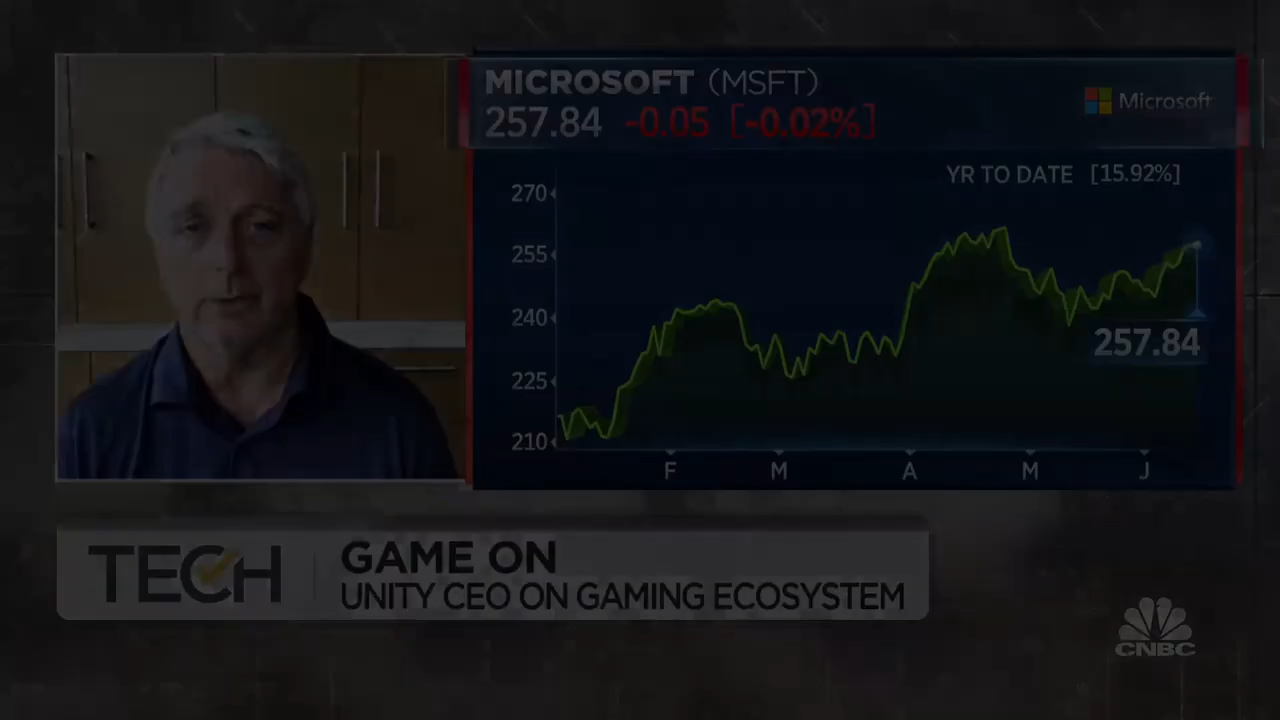 MICROSOFT (MSFT)
257.84 -0.05 [-0.02%]
Microsoft
YR TO DATE [15.92%]
270
255
240
225
210
257.84
F M A M J
TECH
GAME ON
UNITY CEO ON GAMING ECOSYSTEM
CNBC